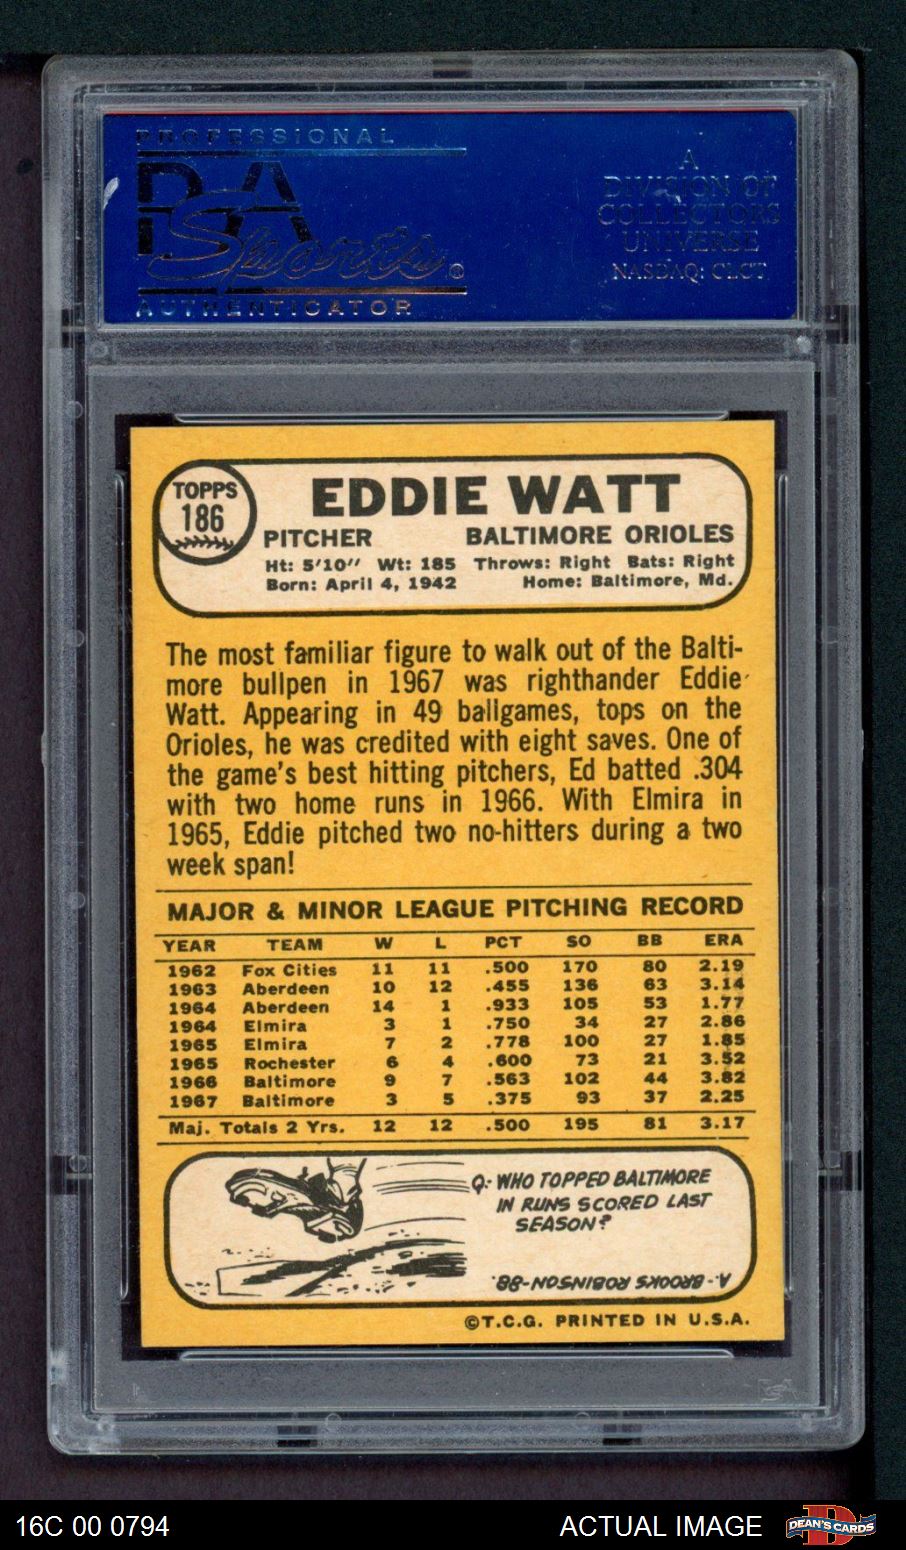 PROFESSIONAL
PSA
Sports®
AUTHENTICATOR
A
DIVISION OF
COLLECTORS
UNIVERSE
NASDAQ: CLCT
TOPPS
186
EDDIE WATT
PITCHER BALTIMORE ORIOLES
Ht: 5'10" Wt: 185 Throws: Right Bats: Right
Born: April 4, 1942 Home: Baltimore, Md.
The most familiar figure to walk out of the Balti-
more bullpen in 1967 was righthander Eddie
Watt. Appearing in 49 ballgames, tops on the
Orioles, he was credited with eight saves. One of
the game's best hitting pitchers, Ed batted .304
with two home runs in 1966. With Elmira in
1965, Eddie pitched two no-hitters during a two
week span!
MAJOR & MINOR LEAGUE PITCHING RECORD
YEAR TEAM W L PCT SO BB ERA
1962 Fox Cities 11 11 .500 170 80 2.19
1963 Aberdeen 10 12 .455 136 63 3.14
1964 Aberdeen 14 1 .933 105 53 1.77
1964 Elmira 3 1 .750 34 27 2.86
1965 Elmira 7 2 .778 100 27 1.85
1965 Rochester 6 4 .600 73 21 3.52
1966 Baltimore 9 7 .563 102 44 3.82
1967 Baltimore 3 5 .375 93 37 2.25
Maj. Totals 2 Yrs. 12 12 .500 195 81 3.17
Q.- WHO TOPPED BALTIMORE
IN RUNS SCORED LAST
SEASON?
A.- BROOKS ROBINSON-88.
©T.C.G. PRINTED IN U.S.A.
PSA
16C 00 0794 ACTUAL IMAGE
DEAN'S CARDS